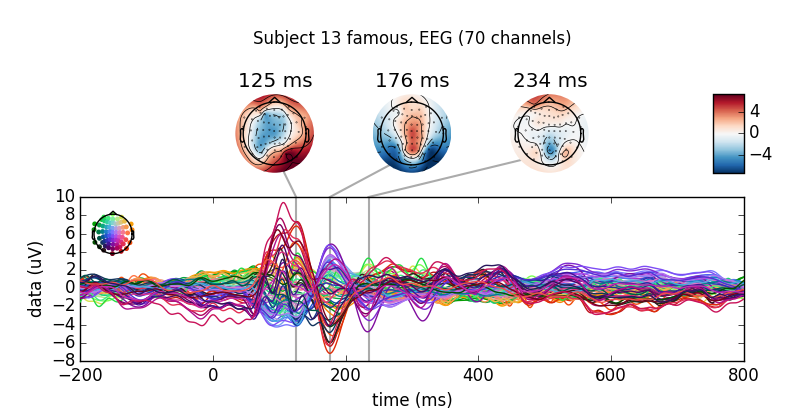 Subject 13 famous, EEG (70 channels)
125 ms 176 ms 234 ms
4
0
−4
10
8
6
4
2
0
−2
−4
−6
−8
data (uV)
−200 0 200 400 600 800
time (ms)